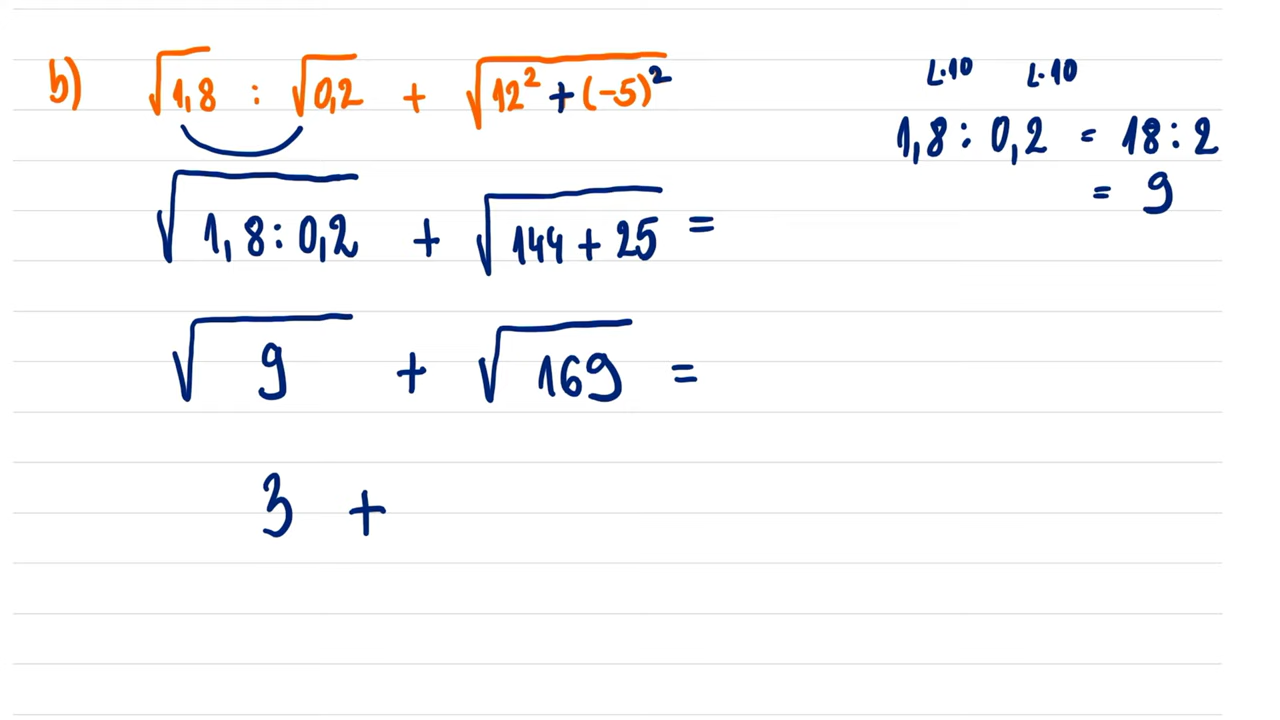 b) √1,8 : √0,2 + √12² + (-5)²
√1,8 : 0,2 + √144 + 25 =
√9 + √169 =
3 +
L·10 L·10
1,8 : 0,2 = 18 : 2
= 9